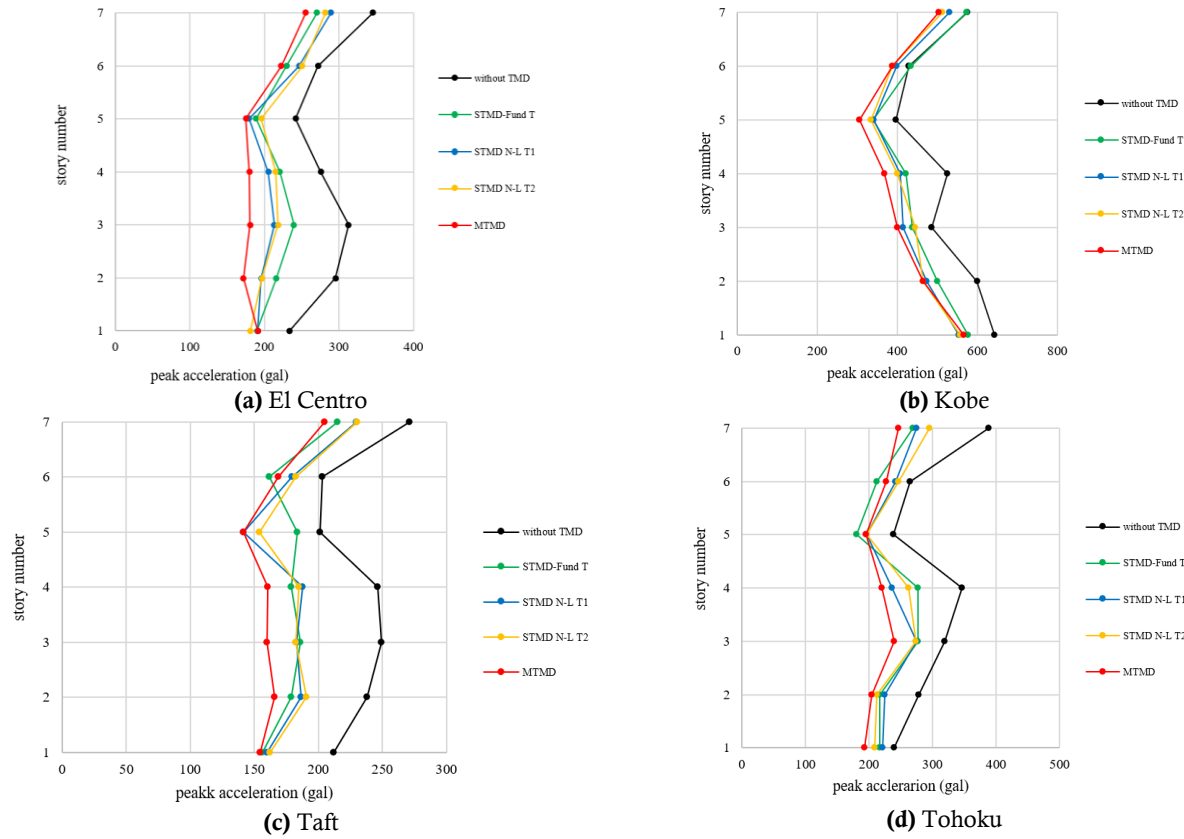 7
6
5
4
3
2
1
story number
0
100
200
300
400
peak acceleration (gal)
without TMD
STMD-Fund T
STMD N-L T1
STMD N-L T2
MTMD
(a) El Centro
7
6
5
4
3
2
1
story number
0
200
400
600
800
peak acceleration (gal)
without TMD
STMD-Fund T
STMD N-L T1
STMD N-L T2
MTMD
(b) Kobe
7
6
5
4
3
2
1
story number
0
50
100
150
200
250
300
peakk acceleration (gal)
without TMD
STMD-Fund T
STMD N-L T1
STMD N-L T2
MTMD
(c) Taft
7
6
5
4
3
2
1
story number
0
100
200
300
400
500
peak accelerarion (gal)
without TMD
STMD-Fund T
STMD N-L T1
STMD N-L T2
MTMD
(d) Tohoku